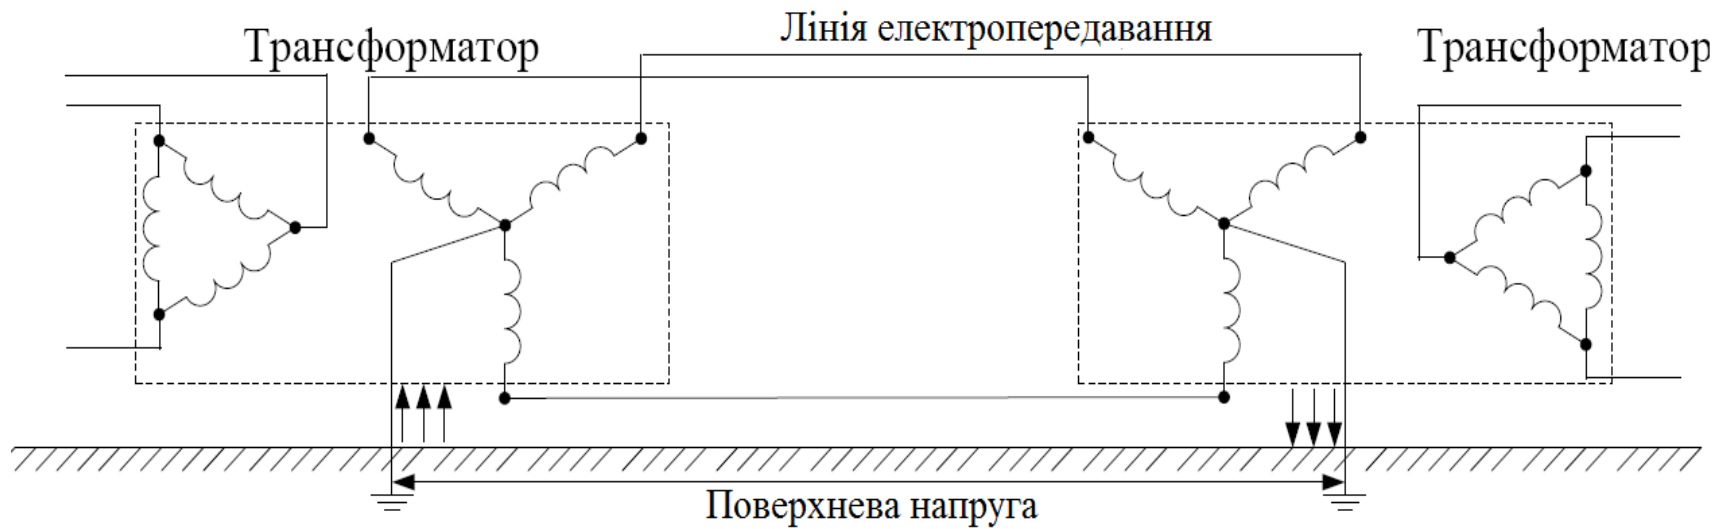 Трансформатор
Лінія електропередавання
Трансформатор
Поверхнева напруга